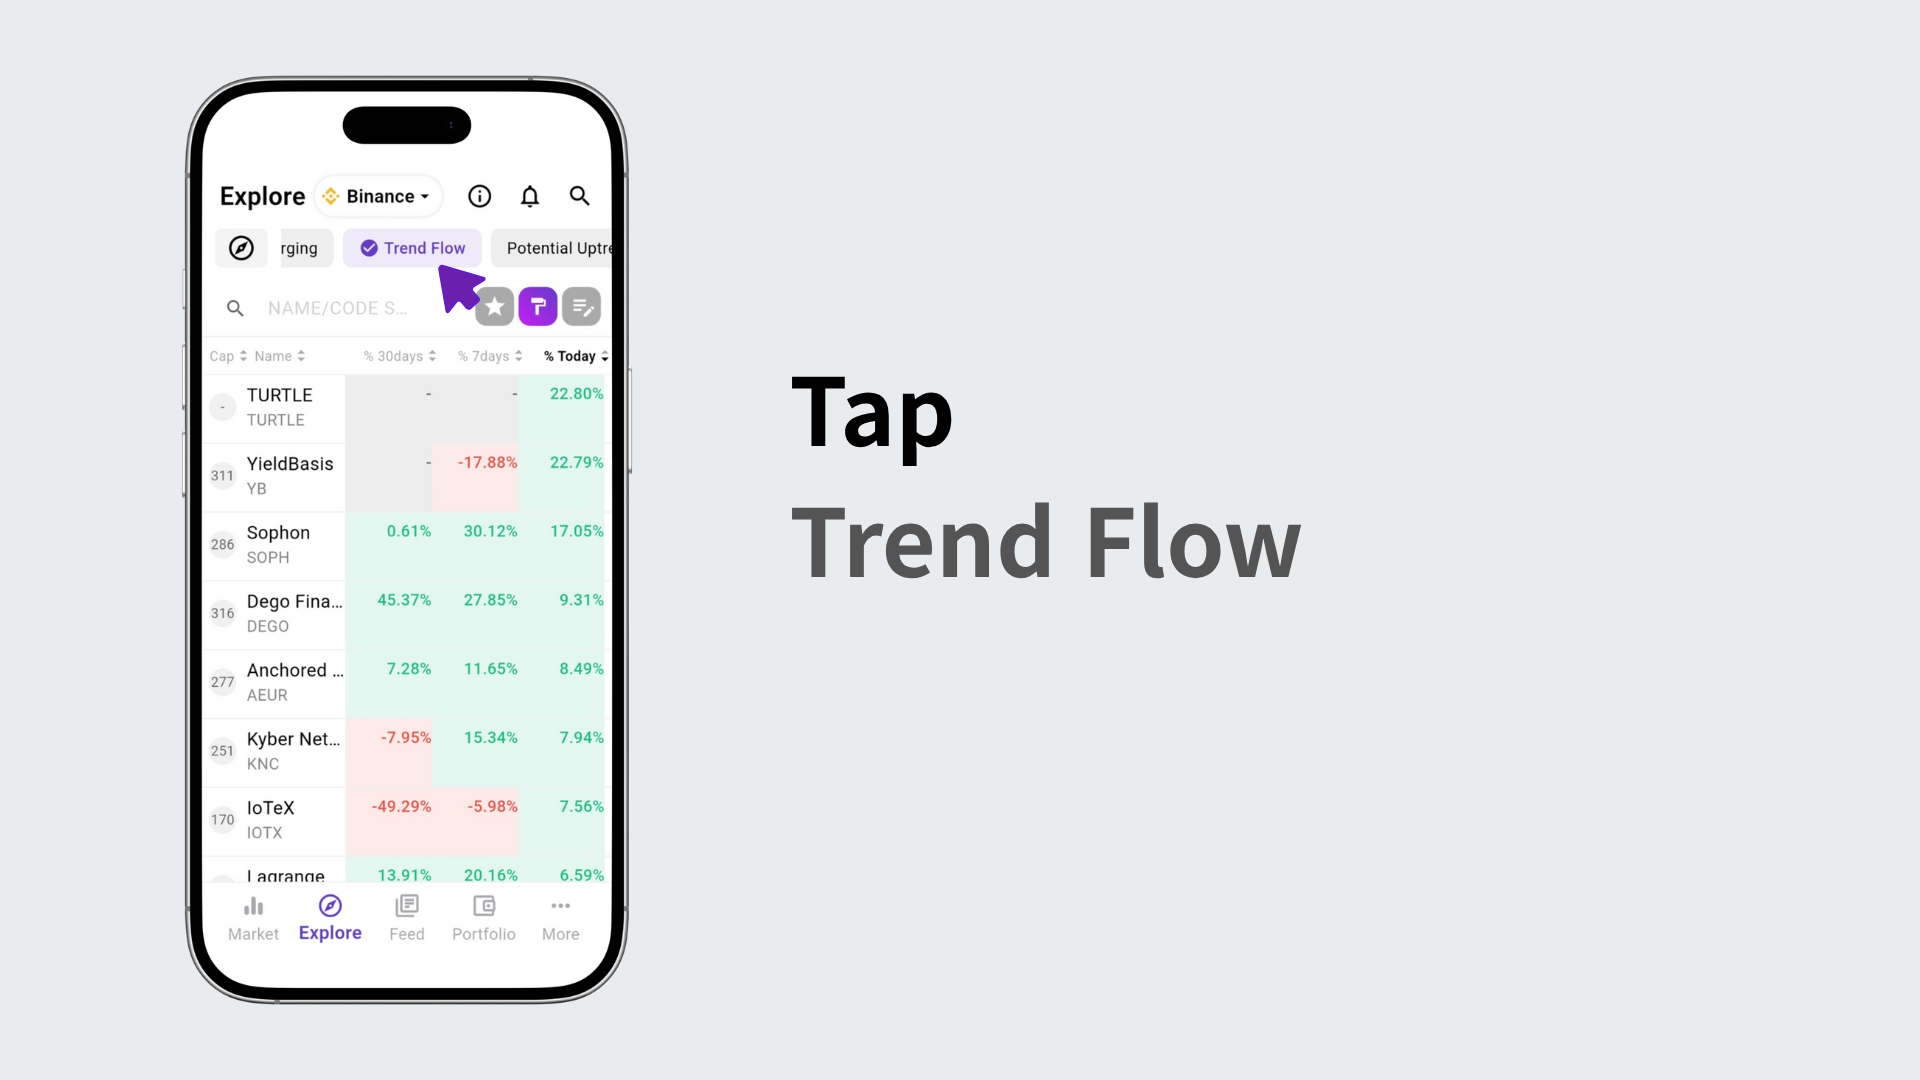 Explore Binance
rging Trend Flow Potential Uptre
NAME/CODE S...
Cap Name % 30days % 7days % Today
- TURTLE - - 22.80%
TURTLE
311 YieldBasis - -17.88% 22.79%
YB
286 Sophon 0.61% 30.12% 17.05%
SOPH
316 Dego Fina... 45.37% 27.85% 9.31%
DEGO
277 Anchored ... 7.28% 11.65% 8.49%
AEUR
251 Kyber Net... -7.95% 15.34% 7.94%
KNC
170 IoTeX -49.29% -5.98% 7.56%
IOTX
Lagrange 13.91% 20.16% 6.59%
Market Explore Feed Portfolio More
Tap
Trend Flow